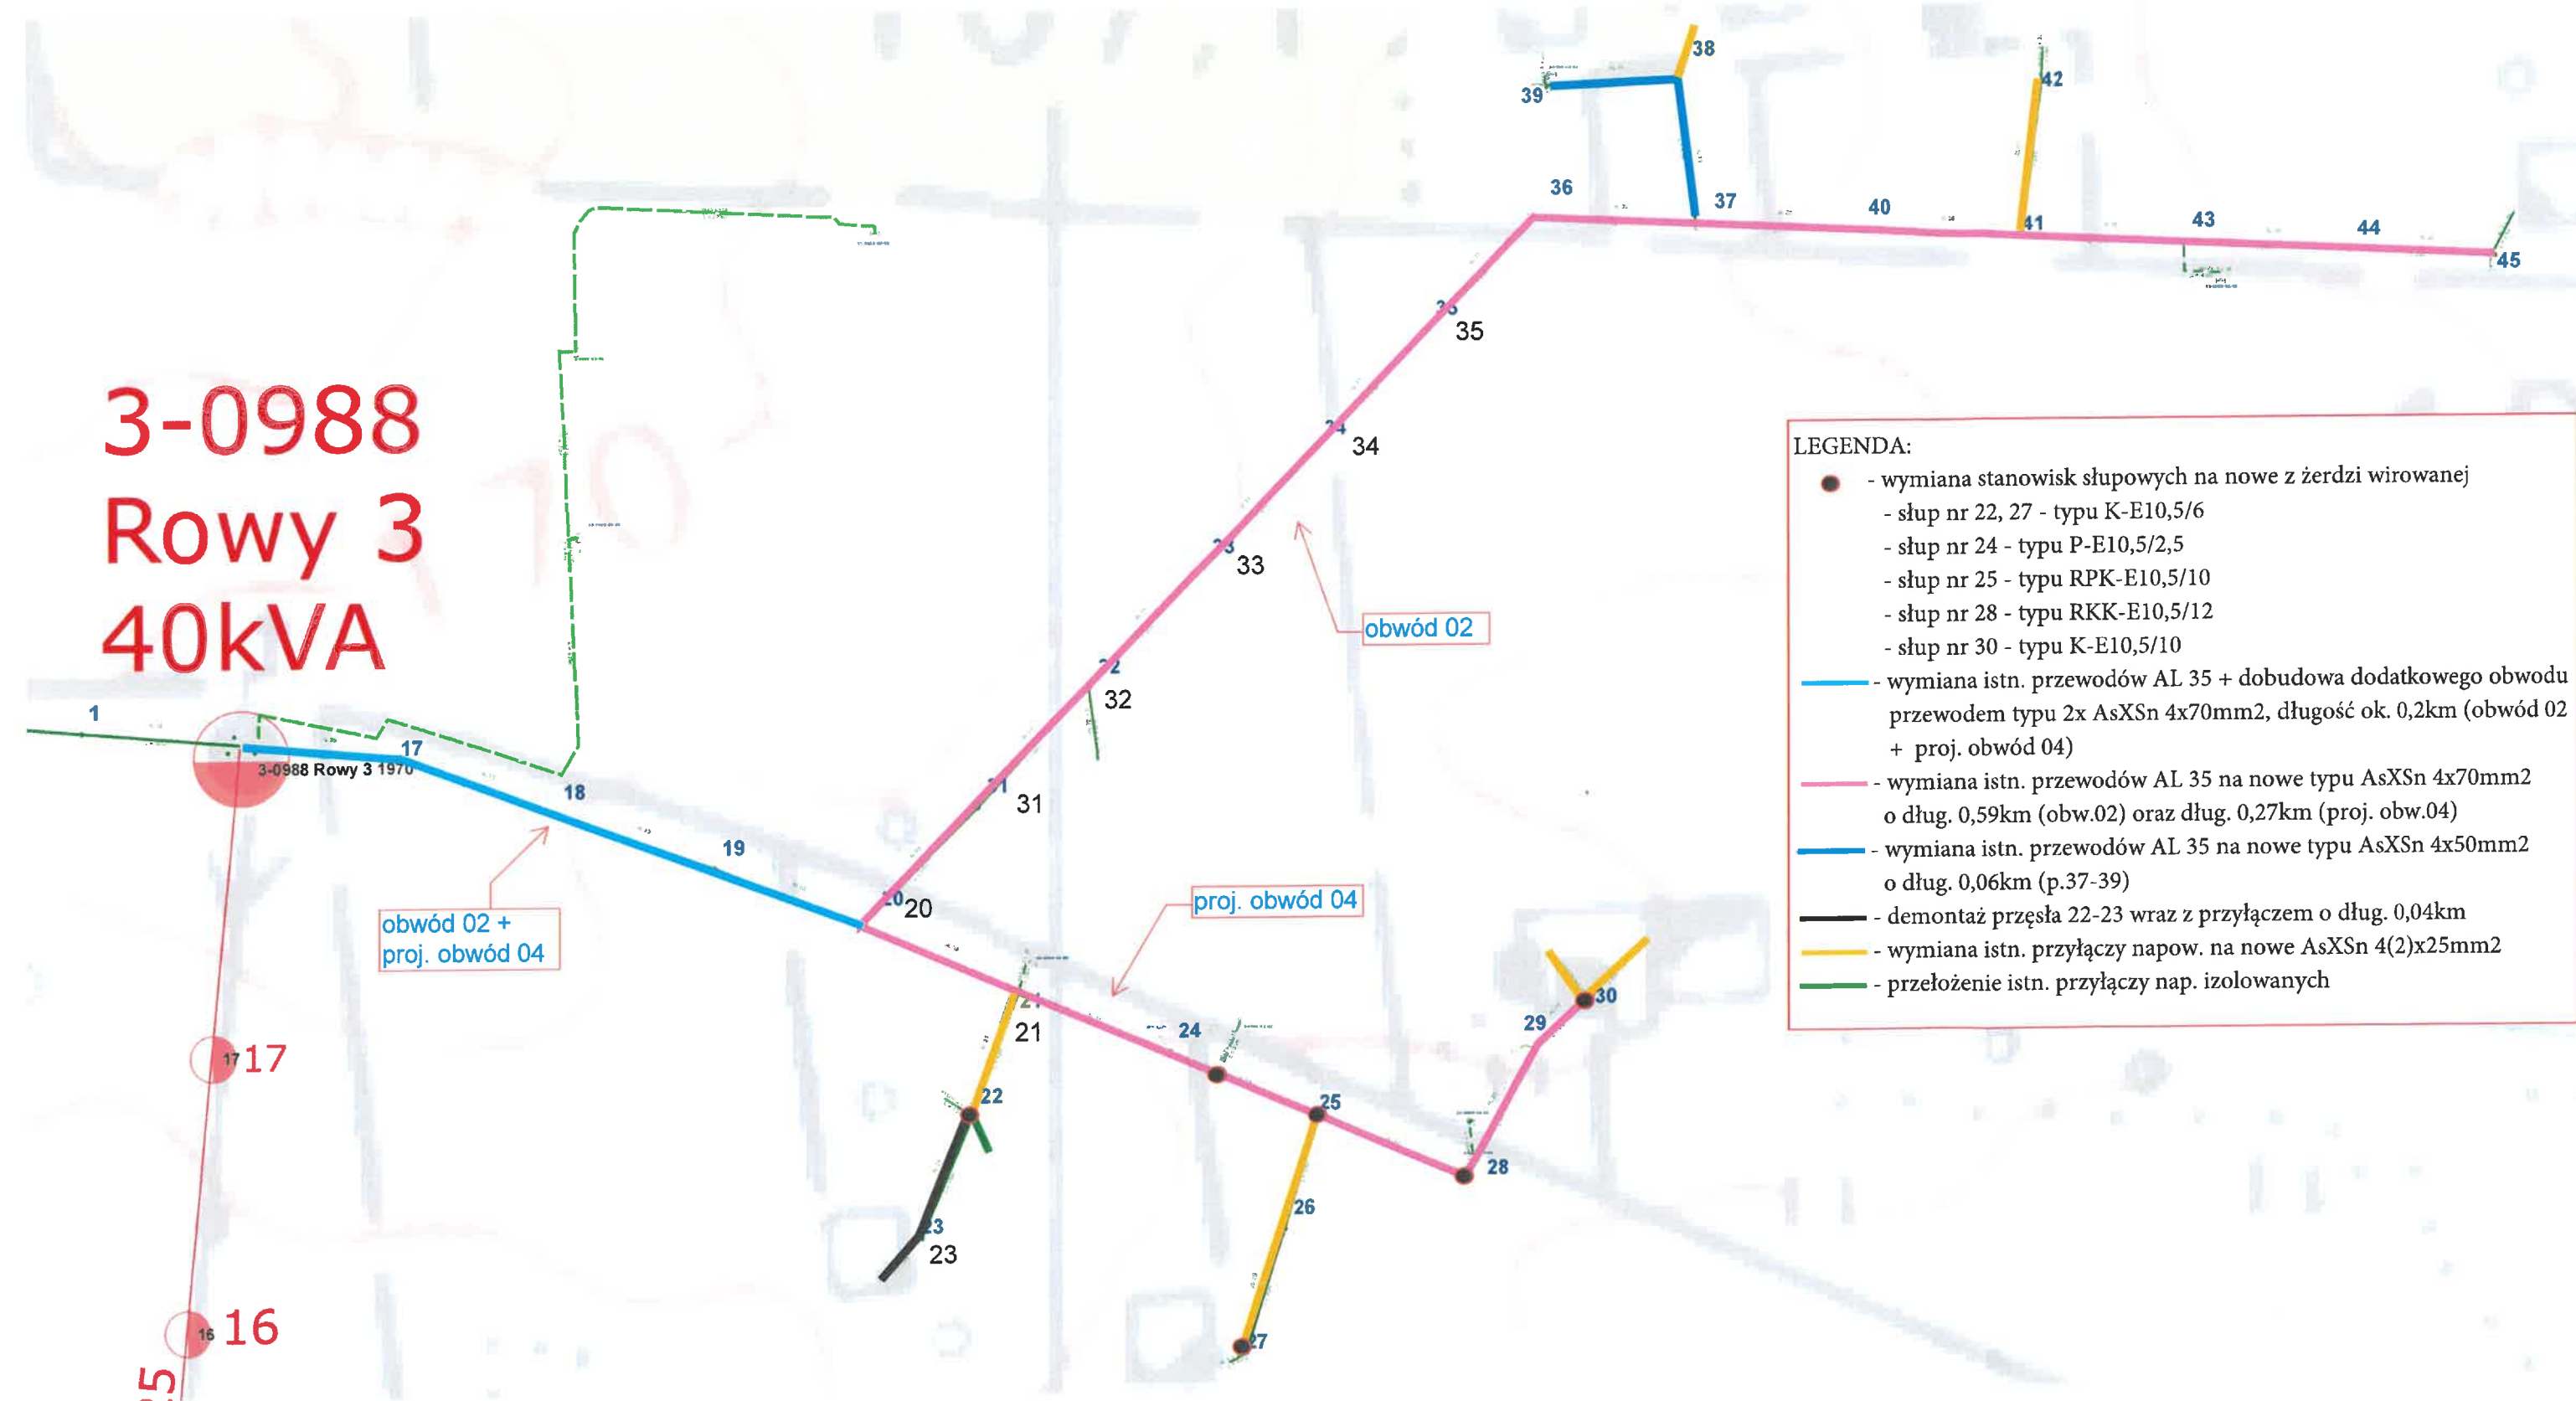 38
39
42
36
37
40
41
43
44
45
35
34
33
32
31
3-0988
Rowy 3
40kVA
1
17
3-0988 Rowy 3 1970
18
19
20
obwód 02
obwód 02 +
proj. obwód 04
proj. obwód 04
21
22
23
23
24
25
26
27
28
29
30
17 17
16 16
LEGENDA:
- wymiana stanowisk słupowych na nowe z żerdzi wirowanej
- słup nr 22, 27 - typu K-E10,5/6
- słup nr 24 - typu P-E10,5/2,5
- słup nr 25 - typu RPK-E10,5/10
- słup nr 28 - typu RKK-E10,5/12
- słup nr 30 - typu K-E10,5/10
- wymiana istn. przewodów AL 35 + dobudowa dodatkowego obwodu
przewodem typu 2x AsXSn 4x70mm2, długość ok. 0,2km (obwód 02
+ proj. obwód 04)
- wymiana istn. przewodów AL 35 na nowe typu AsXSn 4x70mm2
o dług. 0,59km (obw.02) oraz dług. 0,27km (proj. obw.04)
- wymiana istn. przewodów AL 35 na nowe typu AsXSn 4x50mm2
o dług. 0,06km (p.37-39)
- demontaż przęsła 22-23 wraz z przyłączem o dług. 0,04km
- wymiana istn. przyłączy napow. na nowe AsXSn 4(2)x25mm2
- przełożenie istn. przyłączy nap. izolowanych